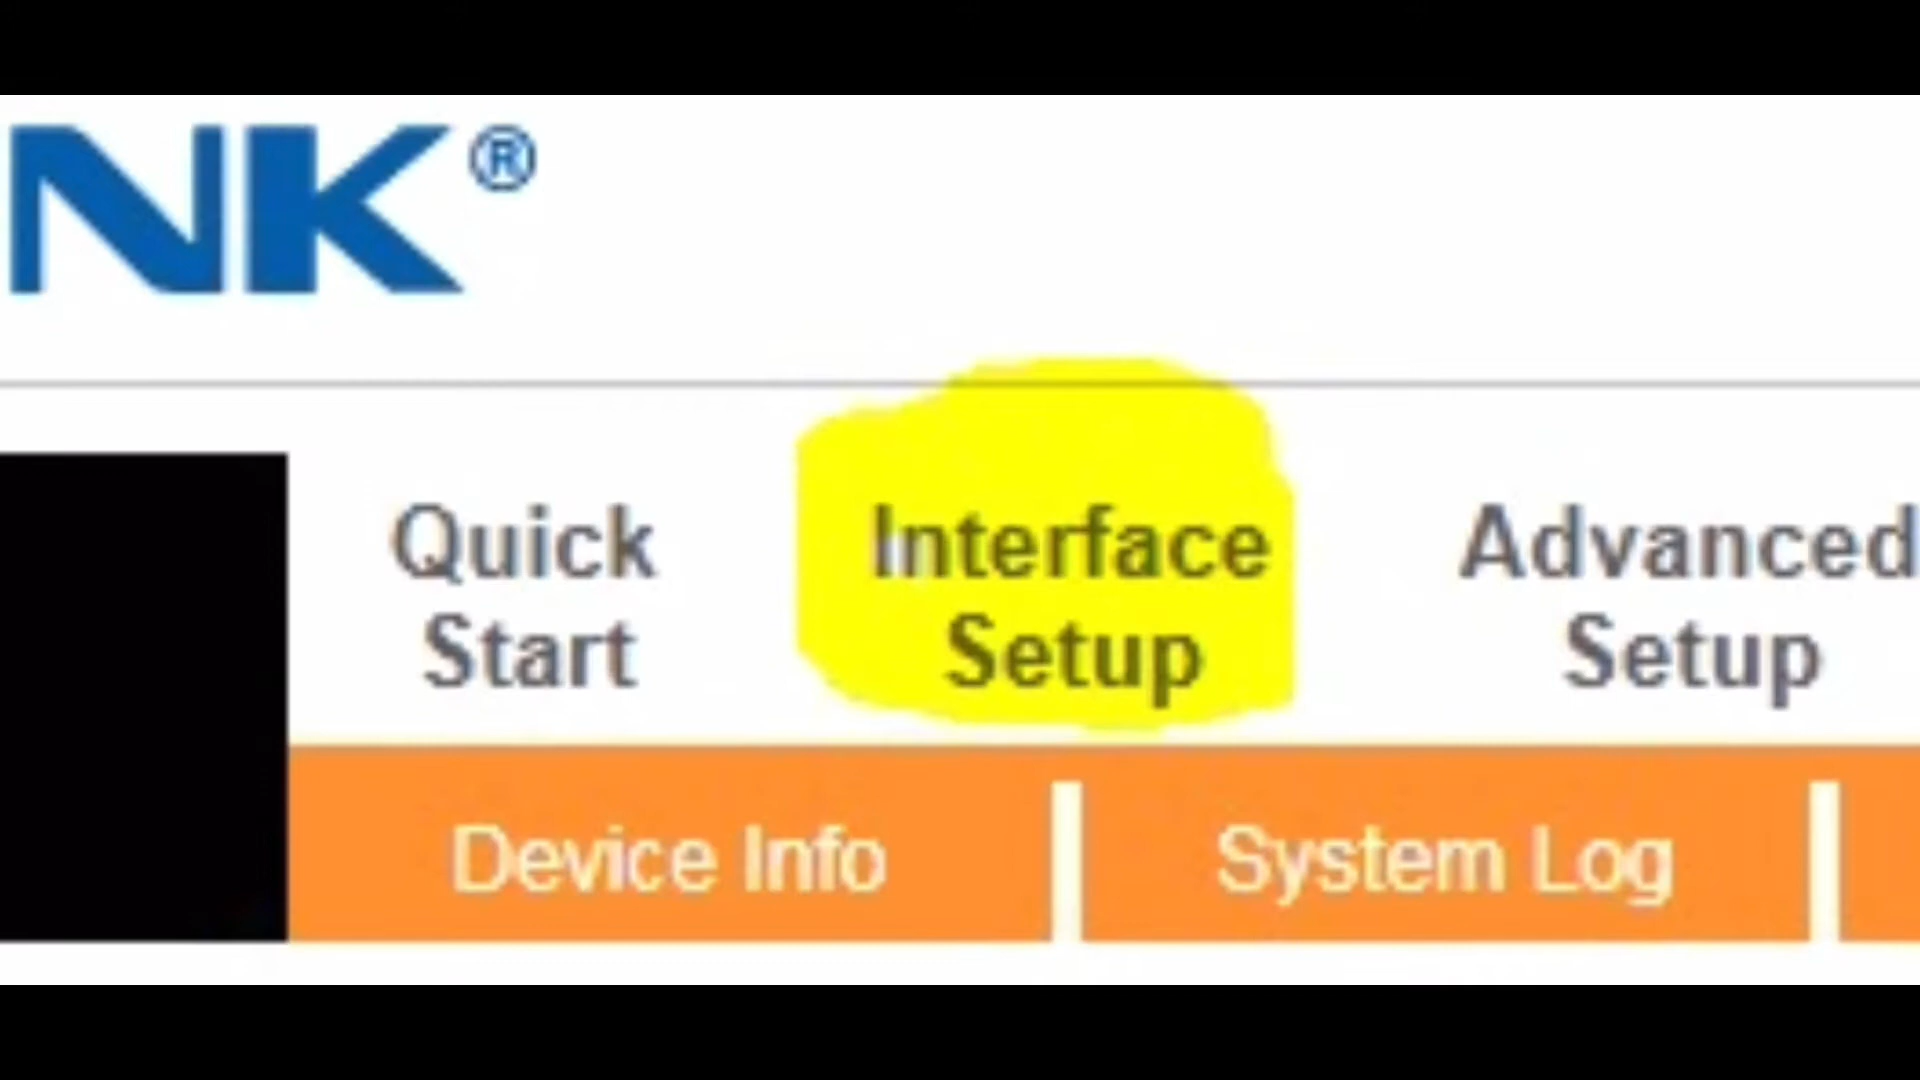 NK®
Quick Start
Interface Setup
Advanced Setup
Device Info
System Log